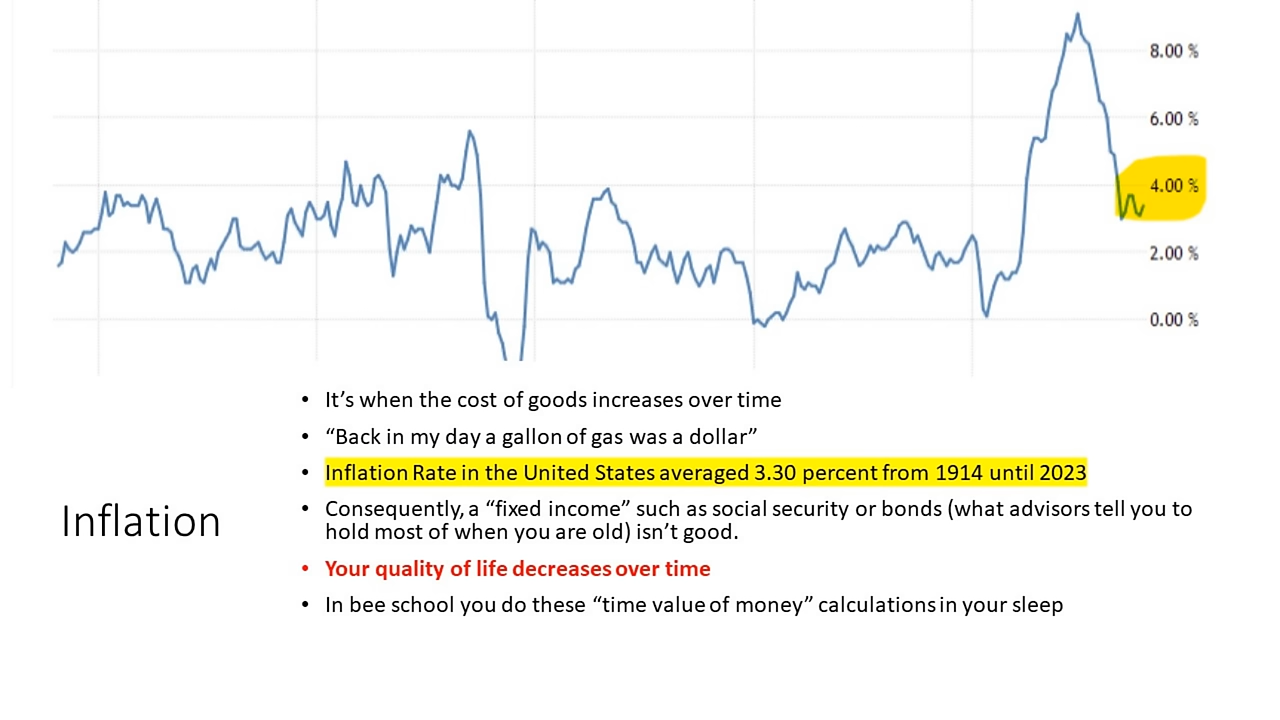 8.00 %
6.00 %
4.00 %
2.00 %
0.00 %
Inflation
• It’s when the cost of goods increases over time
• “Back in my day a gallon of gas was a dollar”
• Inflation Rate in the United States averaged 3.30 percent from 1914 until 2023
• Consequently, a “fixed income” such as social security or bonds (what advisors tell you to
hold most of when you are old) isn’t good.
• Your quality of life decreases over time
• In bee school you do these “time value of money” calculations in your sleep